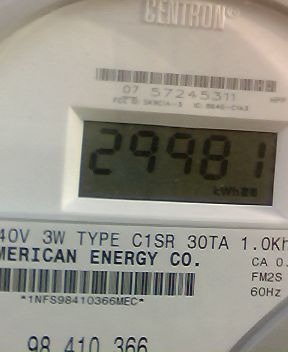 CENTRON®
07 57245311
29981
kWh
40V 3W TYPE C1SR 30TA 1.0Kh
MERICAN ENERGY CO.
CA 0.
FM2S
*1NFS98410366MEC*
60Hz
98 410 366